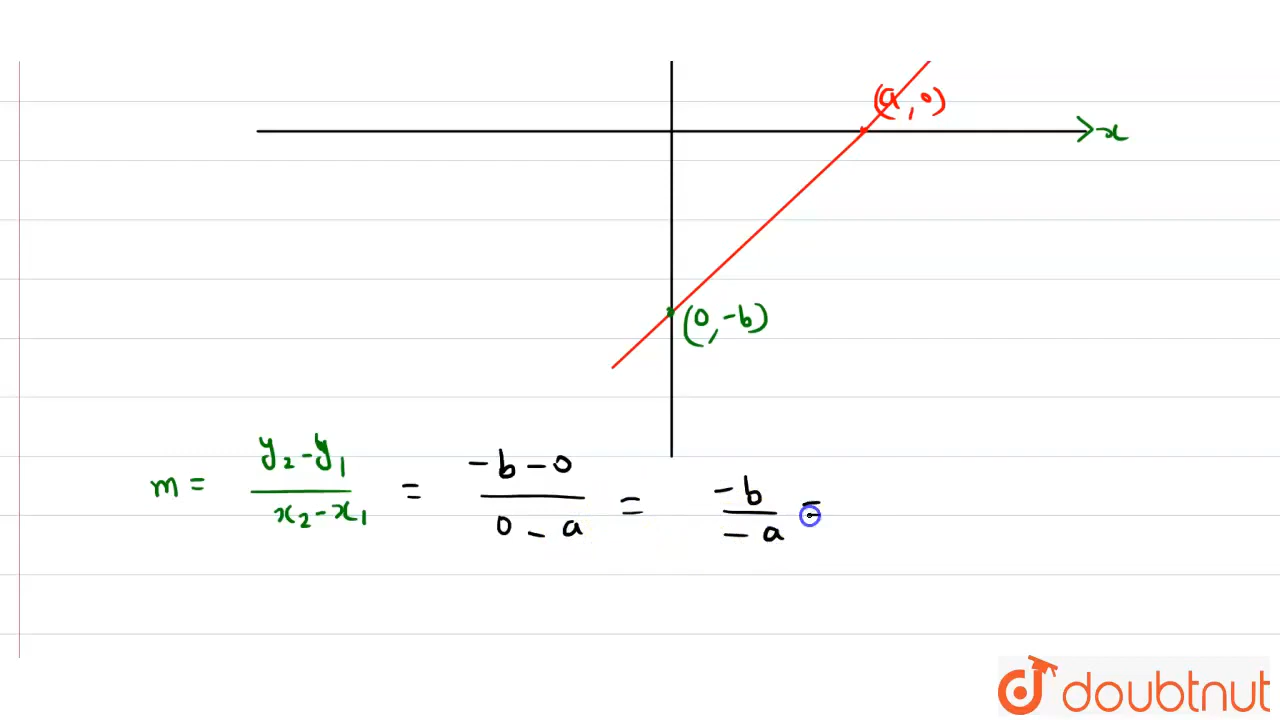 (a, 0)
x
(0, -b)
m = y₂ - y₁ / x₂ - x₁ = -b - 0 / 0 - a = -b / -a =
doubtnut